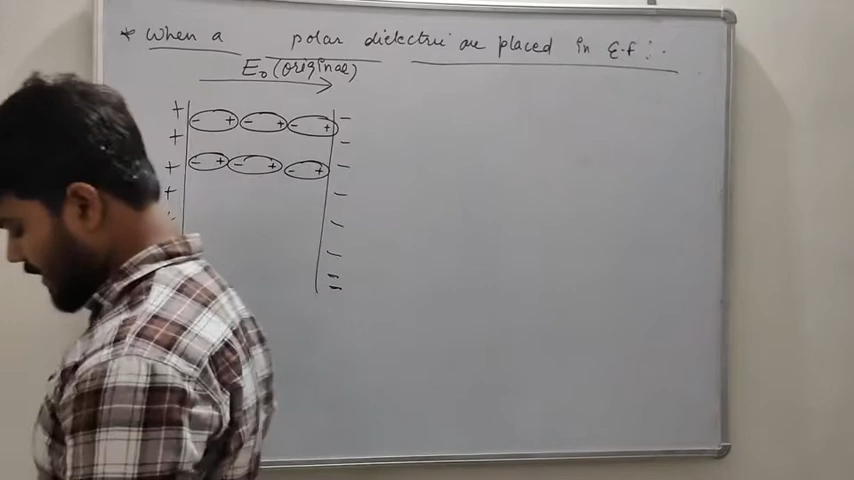 * When a polar dielectric are placed in E.f :.
E₀ (original)
+ - + - + - + -
+ -
+ - + - + - + -
+ -
-
-
=